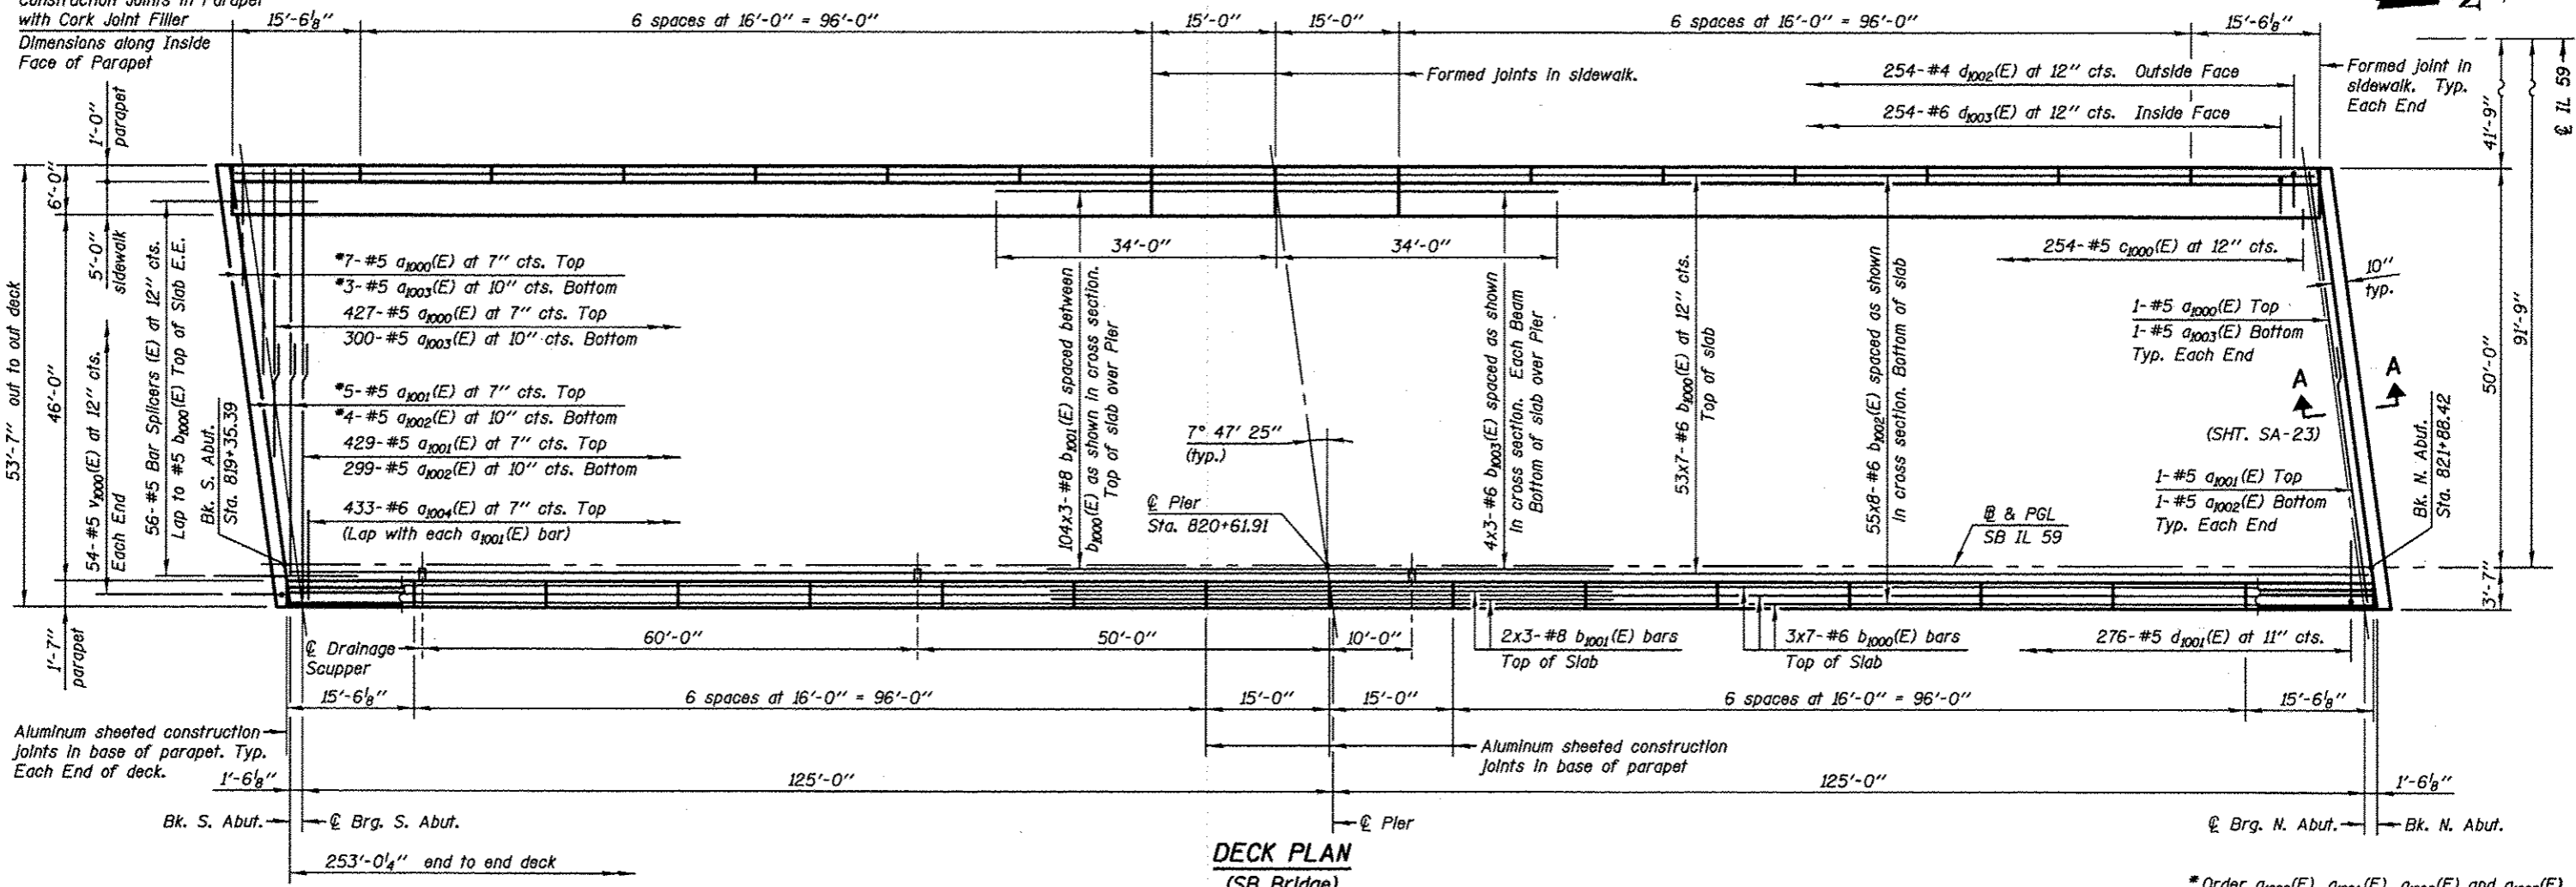 Construction Joints in Parapet
with Cork Joint Filler
Dimensions along Inside
Face of Parapet
15'-6⅛"
6 spaces at 16'-0" = 96'-0"
15'-0"
15'-0"
6 spaces at 16'-0" = 96'-0"
15'-6⅛"
Formed joints in sidewalk.
254-#4 d1002(E) at 12" cts. Outside Face
254-#6 d1003(E) at 12" cts. Inside Face
Formed joint in
sidewalk. Typ.
Each End
41'-9"
℄ IL 59
1'-0"
parapet
6'-0"
5'-0"
sidewalk
53'-7" out to out deck
46'-0"
54-#5 v1000(E) at 12" cts.
Each End
56-#5 Bar Splicers (E) at 12" cts.
Lap to #5 b1000(E) Top of Slab E.E.
Bk. S. Abut.
Sta. 819+35.39
*7-#5 a1000(E) at 7" cts. Top
*3-#5 a1003(E) at 10" cts. Bottom
427-#5 a1000(E) at 7" cts. Top
300-#5 a1003(E) at 10" cts. Bottom
*5-#5 a1001(E) at 7" cts. Top
*4-#5 a1002(E) at 10" cts. Bottom
429-#5 a1001(E) at 7" cts. Top
299-#5 a1002(E) at 10" cts. Bottom
433-#6 a1004(E) at 7" cts. Top
(Lap with each a1001(E) bar)
34'-0"
34'-0"
104x3-#8 b1001(E) spaced between
b1000(E) as shown in cross section.
Top of slab over Pier
7° 47' 25"
(typ.)
℄ Pier
Sta. 820+61.91
4x3-#6 b1003(E) spaced as shown
in cross section. Each Beam
Bottom of slab over Pier
53x7-#6 b1000(E) at 12" cts.
Top of slab
55x8-#6 b1002(E) spaced as shown
in cross section. Bottom of slab
254-#5 c1000(E) at 12" cts.
10"
typ.
1-#5 a1000(E) Top
1-#5 a1003(E) Bottom
Typ. Each End
A
A
(SHT. SA-23)
1-#5 a1001(E) Top
1-#5 a1002(E) Bottom
Typ. Each End
Bk. N. Abut.
Sta. 821+88.42
50'-0"
91'-9"
3'-7"
& PGL
SB IL 59
1'-7"
parapet
℄ Drainage
Scupper
60'-0"
50'-0"
10'-0"
2x3-#8 b1001(E) bars
Top of Slab
3x7-#6 b1000(E) bars
Top of Slab
276-#5 d1001(E) at 11" cts.
15'-6⅛"
6 spaces at 16'-0" = 96'-0"
15'-0"
15'-0"
6 spaces at 16'-0" = 96'-0"
15'-6⅛"
Aluminum sheeted construction
joints in base of parapet. Typ.
Each End of deck.
Aluminum sheeted construction
joints in base of parapet
1'-6⅛"
125'-0"
125'-0"
1'-6⅛"
Bk. S. Abut.
℄ Brg. S. Abut.
℄ Pier
℄ Brg. N. Abut.
Bk. N. Abut.
253'-0¼" end to end deck
DECK PLAN
(SB Bridge)